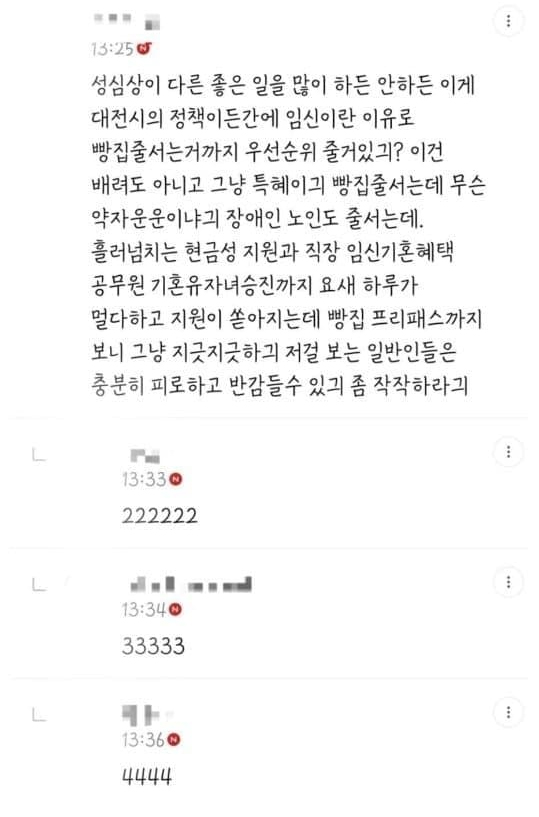 13:25 N
성심상이 다른 좋은 일을 많이 하든 안하든 이게
대전시의 정책이든간에 임신이란 이유로
빵집줄서는거까지 우선순위 줄거있긔? 이건
배려도 아니고 그냥 특혜이긔 빵집줄서는데 무슨
약자운운이냐긔 장애인 노인도 줄서는데.
흘러넘치는 현금성 지원과 직장 임신기혼혜택
공무원 기혼유자녀승진까지 요새 하루가
멀다하고 지원이 쏟아지는데 빵집 프리패스까지
보니 그냥 지긋지긋하긔 저걸 보는 일반인들은
충분히 피로하고 반감들수 있긔 좀 작작하라긔
13:33 N
222222
13:34 N
33333
13:36 N
4444